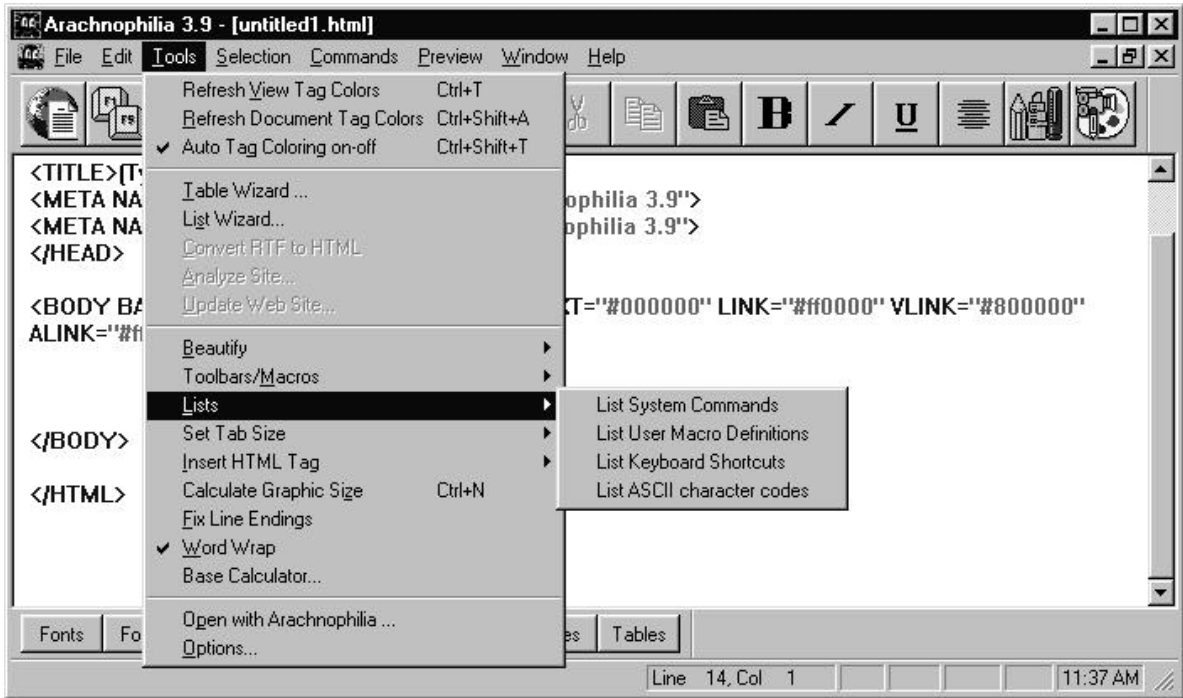 Arachnophilia 3.9 - [untitled1.html]
File Edit Tools Selection Commands Preview Window Help
Refresh View Tag Colors Ctrl+T
Refresh Document Tag Colors Ctrl+Shift+A
✓ Auto Tag Coloring on-off Ctrl+Shift+T
Table Wizard ...
List Wizard...
Convert RTF to HTML
Analyze Site...
Update Web Site...
Beautify
Toolbars/Macros
Lists
Set Tab Size
Insert HTML Tag
Calculate Graphic Size Ctrl+N
Fix Line Endings
✓ Word Wrap
Base Calculator...
Open with Arachnophilia ...
Options...
List System Commands
List User Macro Definitions
List Keyboard Shortcuts
List ASCII character codes
B U
<TITLE>
<META NA ophilia 3.9">
<META NA ophilia 3.9">
</HEAD>
<BODY BA XT="#000000" LINK="#ff0000" VLINK="#800000"
ALINK="#ff
</BODY>
</HTML>
Fonts Fo es Tables
Line 14, Col 1 11:37 AM